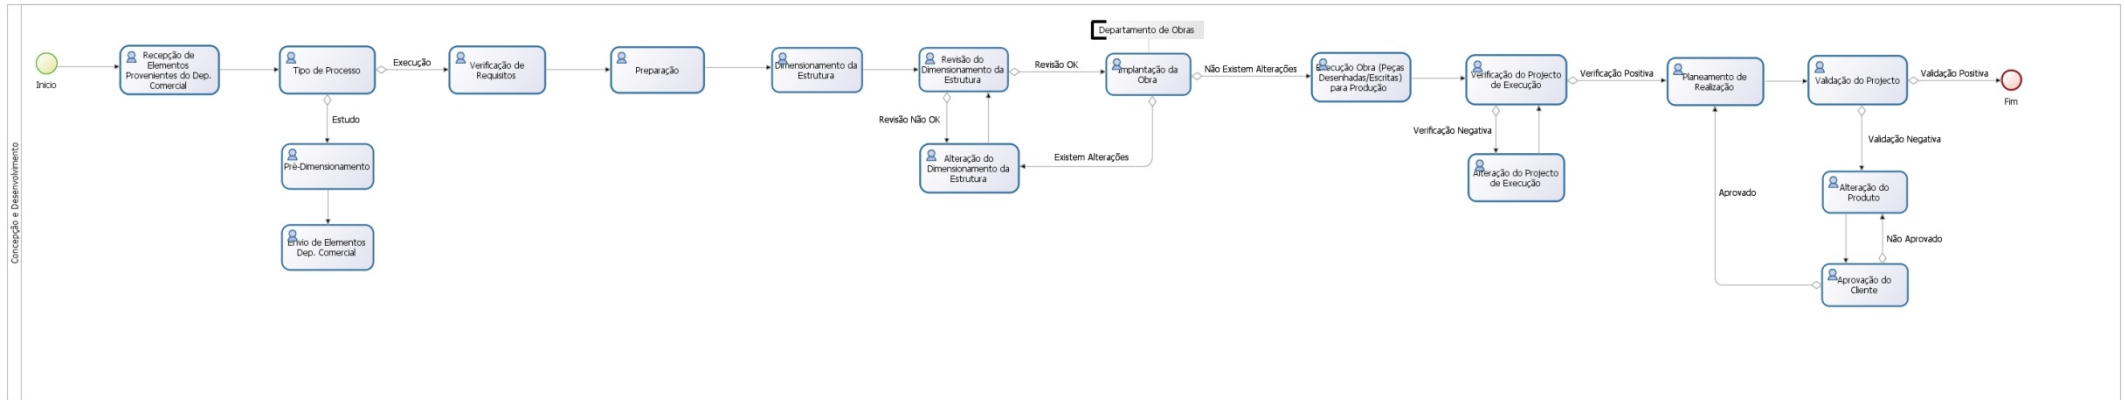 Concepção e Desenvolvimento
Inicio
Recepção de
Elementos
Provenientes do Dep.
Comercial
Tipo de Processo
Execução
Estudo
Pré-Dimensionamento
Envio de Elementos
Dep. Comercial
Verificação de
Requisitos
Preparação
Dimensionamento da
Estrutura
Revisão do
Dimensionamento da
Estrutura
Revisão OK
Revisão Não OK
Alteração do
Dimensionamento da
Estrutura
Existem Alterações
Departamento de Obras
Implantação da
Obra
Não Existem Alterações
Execução Obra (Peças
Desenhadas/Escritas)
para Produção
Verificação do Projecto
de Execução
Verificação Positiva
Verificação Negativa
Alteração do Projecto
de Execução
Planeamento de
Realização
Validação do Projecto
Validação Positiva
Fim
Validação Negativa
Alteração do
Produto
Aprovado
Não Aprovado
Aprovação do
Cliente